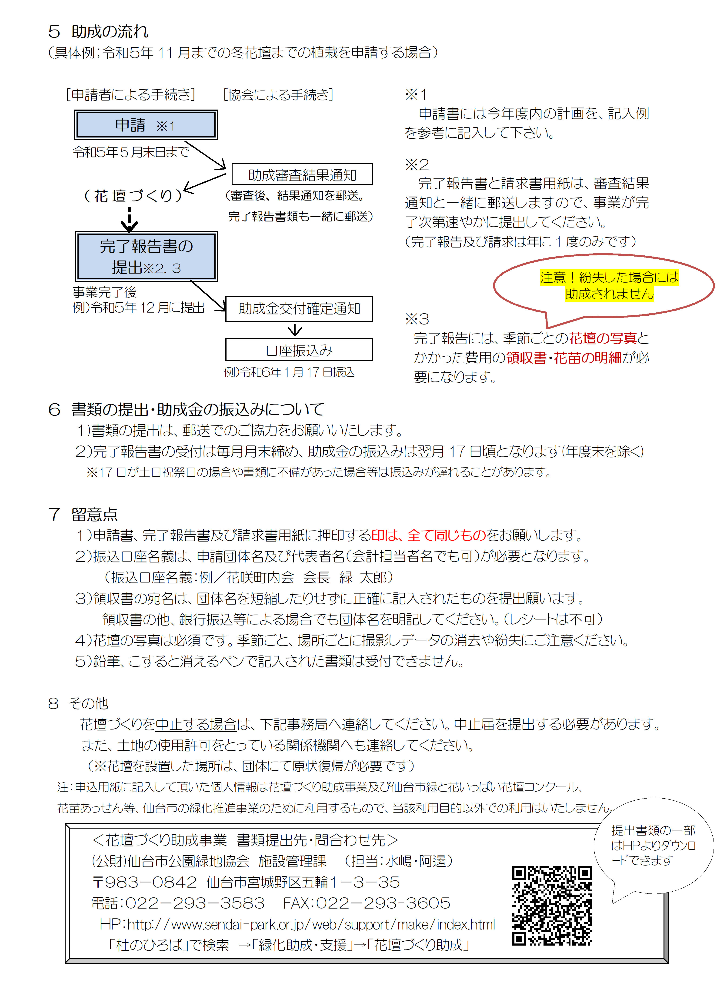 ５　助成の流れ
（具体例；令和５年 11 月までの冬花壇までの植栽を申請する場合）
［申請者による手続き］　［協会による手続き］
申請　※1
令和５年５月末日まで
助成審査結果通知
（審査後、結果通知を郵送。
完了報告書類も一緒に郵送）
（花壇づくり）
完了報告書の
提出※２．３
事業完了後
例）令和５年 12 月に提出
助成金交付確定通知
口座振込み
例）令和６年 1 月 17 日振込
※１
申請書には今年度内の計画を、記入例
を参考に記入して下さい。
※２
完了報告書と請求書用紙は、審査結果
通知と一緒に郵送しますので、事業が完
了次第速やかに提出してください。
（完了報告及び請求は年に 1 度のみです）
注意！紛失した場合には
助成されません
※３
完了報告には、季節ごとの花壇の写真と
かかった費用の領収書・花苗の明細が必
要になります。
６　書類の提出・助成金の振込みについて
１）書類の提出は、郵送でのご協力をお願いいたします。
２）完了報告書の受付は毎月月末締め、助成金の振込みは翌月 17 日頃となります（年度末を除く）
※17 日が土日祝祭日の場合や書類に不備があった場合等は振込みが遅れることがあります。
７　留意点
１）申請書、完了報告書及び請求書用紙に押印する印は、全て同じものをお願いします。
２）振込口座名義は、申請団体名及び代表者名（会計担当者名でも可）が必要となります。
（振込口座名義：例／花咲町内会　会長　緑　太郎）
３）領収書の宛名は、団体名を短縮したりせずに正確に記入されたものを提出願います。
領収書の他、銀行振込等による場合でも団体名を明記してください。（レシートは不可）
４）花壇の写真は必須です。季節ごと、場所ごとに撮影しデータの消去や紛失にご注意ください。
５）鉛筆、こすると消えるペンで記入された書類は受付できません。
８　その他
花壇づくりを中止する場合は、下記事務局へ連絡してください。中止届を提出する必要があります。
また、土地の使用許可をとっている関係機関へも連絡してください。
（※花壇を設置した場所は、団体にて原状復帰が必要です）
注：申込用紙に記入して頂いた個人情報は花壇づくり助成事業及び仙台市緑と花いっぱい花壇コンクール、
花苗あっせん等、仙台市の緑化推進事業のために利用するもので、当該利用目的以外での利用はいたしません。
提出書類の一部
はHPよりダウンロ
ードできます
＜花壇づくり助成事業　書類提出先・問合わせ先＞
(公財)仙台市公園緑地協会　施設管理課　（担当：水嶋・阿邊）
〒９８３－０８４２　仙台市宮城野区五輪１－３－３５
電話：０２２－２９３－３５８３　FAX：０２２－２９３-３６０５
HP：http://www.sendai-park.or.jp/web/support/make/index.html
「杜のひろば」で検索　→「緑化助成・支援」→「花壇づくり助成」